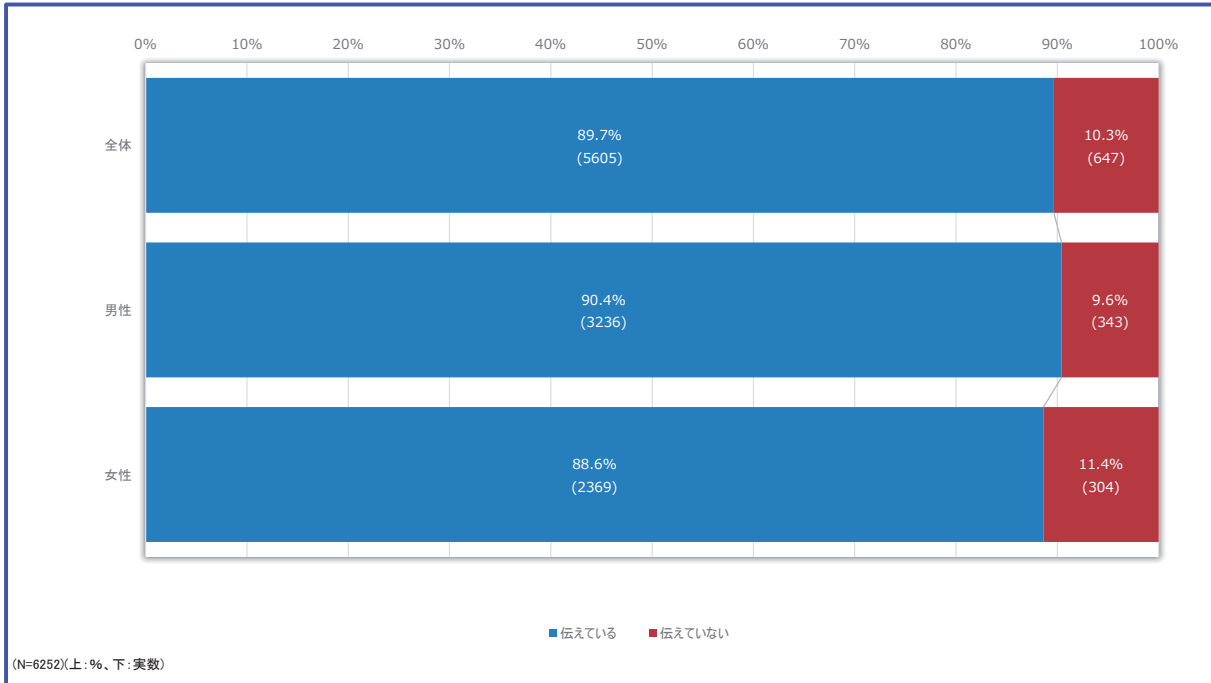 0% 10% 20% 30% 40% 50% 60% 70% 80% 90% 100%
全体
89.7%
(5605)
10.3%
(647)
男性
90.4%
(3236)
9.6%
(343)
女性
88.6%
(2369)
11.4%
(304)
伝えている 伝えていない
(N=6252)(上:%、下:実数)